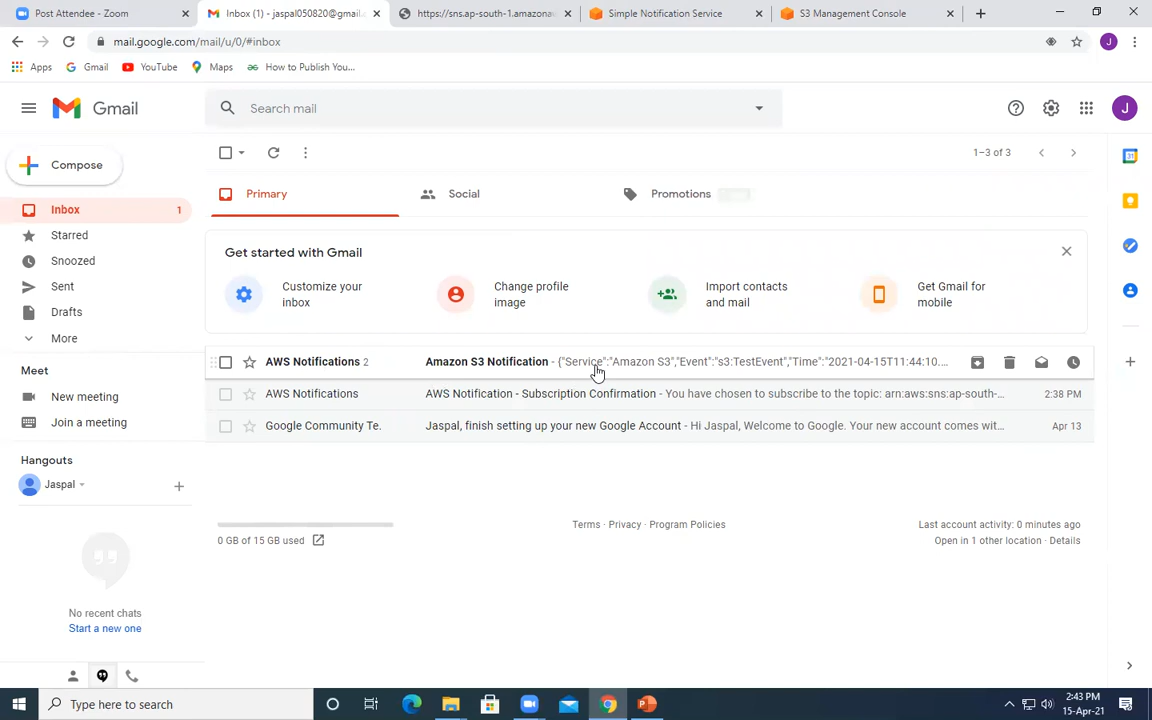 Post Attendee - Zoom
Inbox (1) - jaspal050820@gmail.
https://sns.ap-south-1.amazona
Simple Notification Service
S3 Management Console
mail.google.com/mail/u/0/#inbox
J
Apps
Gmail
YouTube
Maps
How to Publish You...
Gmail
Search mail
J
Compose
1–3 of 3
Primary
Social
Promotions
Inbox 1
Starred
Snoozed
Sent
Drafts
More
Get started with Gmail
Customize your inbox
Change profile image
Import contacts and mail
Get Gmail for mobile
AWS Notifications 2 Amazon S3 Notification - {"Service":"Amazon S3","Event":"s3:TestEvent","Time":"2021-04-15T11:44:10....
AWS Notifications AWS Notification - Subscription Confirmation - You have chosen to subscribe to the topic: arn:aws:sns:ap-south-... 2:38 PM
Google Community Te. Jaspal, finish setting up your new Google Account - Hi Jaspal, Welcome to Google. Your new account comes wit... Apr 13
Meet
New meeting
Join a meeting
Hangouts
Jaspal
No recent chats
Start a new one
0 GB of 15 GB used
Terms · Privacy · Program Policies
Last account activity: 0 minutes ago
Open in 1 other location · Details
Type here to search
2:43 PM
15-Apr-21